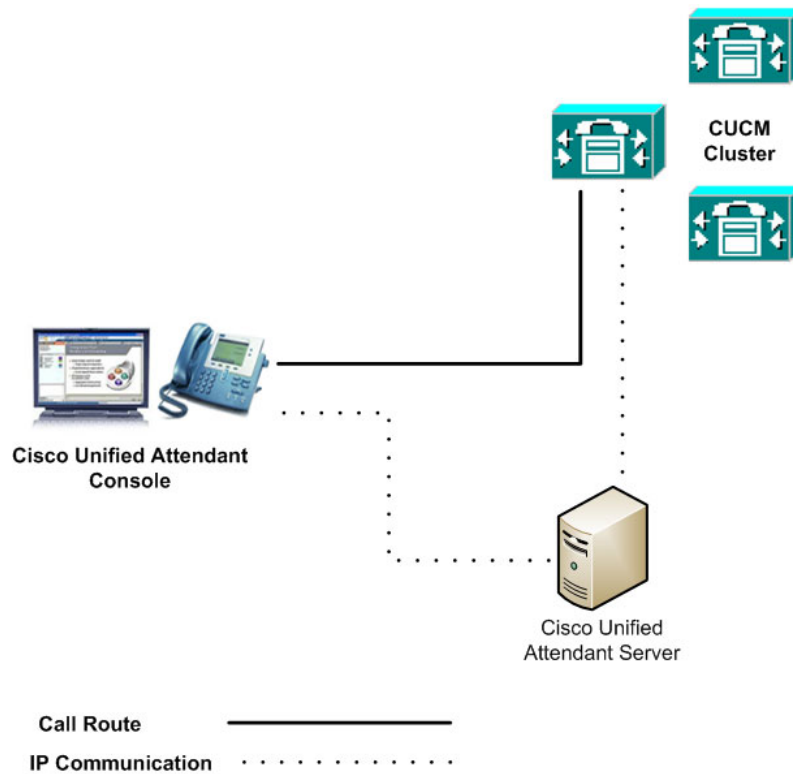 CUCM
Cluster
Cisco Unified Attendant
Console
Cisco Unified
Attendant Server
Call Route
IP Communication